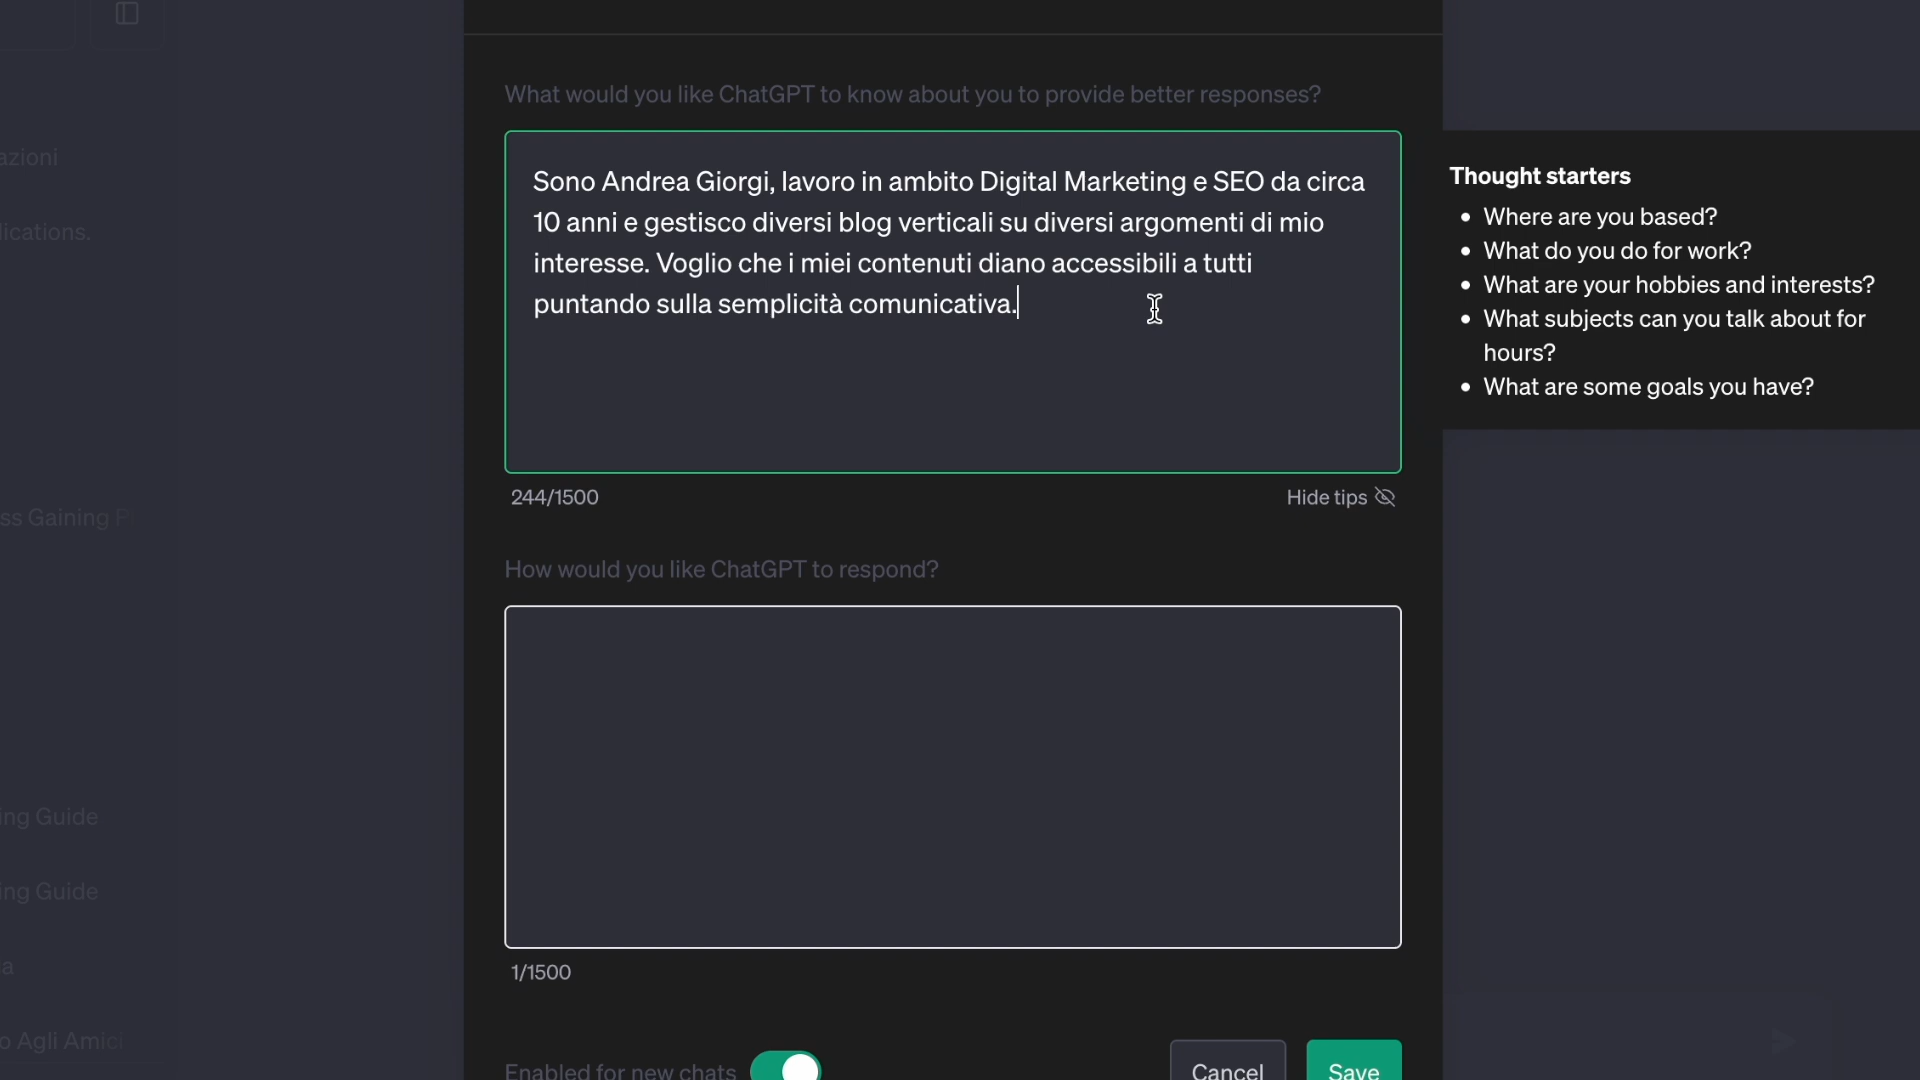 What would you like ChatGPT to know about you to provide better responses?
Sono Andrea Giorgi, lavoro in ambito Digital Marketing e SEO da circa
10 anni e gestisco diversi blog verticali su diversi argomenti di mio
interesse. Voglio che i miei contenuti diano accessibili a tutti
puntando sulla semplicità comunicativa.
244/1500
Hide tips
Thought starters
• Where are you based?
• What do you do for work?
• What are your hobbies and interests?
• What subjects can you talk about for
hours?
• What are some goals you have?
How would you like ChatGPT to respond?
1/1500
Enabled for new chats
Cancel
Save
azioni
lications.
ss Gaining
ing Guide
ing Guide
a
o Agli Amici